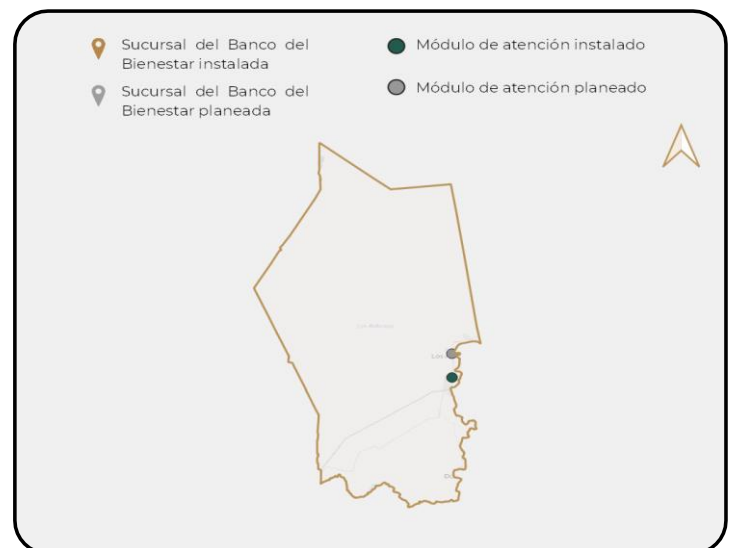 Sucursal del Banco del
Bienestar instalada
Sucursal del Banco del
Bienestar planeada
Módulo de atención instalado
Módulo de atención planeado
Los